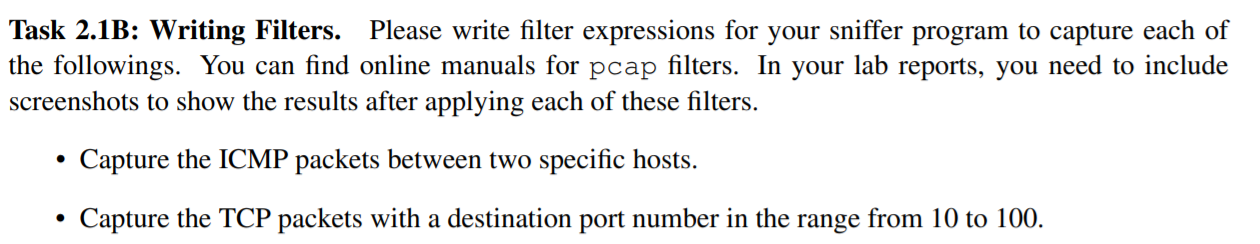 Task 2.1B: Writing Filters. Please write filter expressions for your sniffer program to capture each of
the followings. You can find online manuals for pcap filters. In your lab reports, you need to include
screenshots to show the results after applying each of these filters.
• Capture the ICMP packets between two specific hosts.
• Capture the TCP packets with a destination port number in the range from 10 to 100.